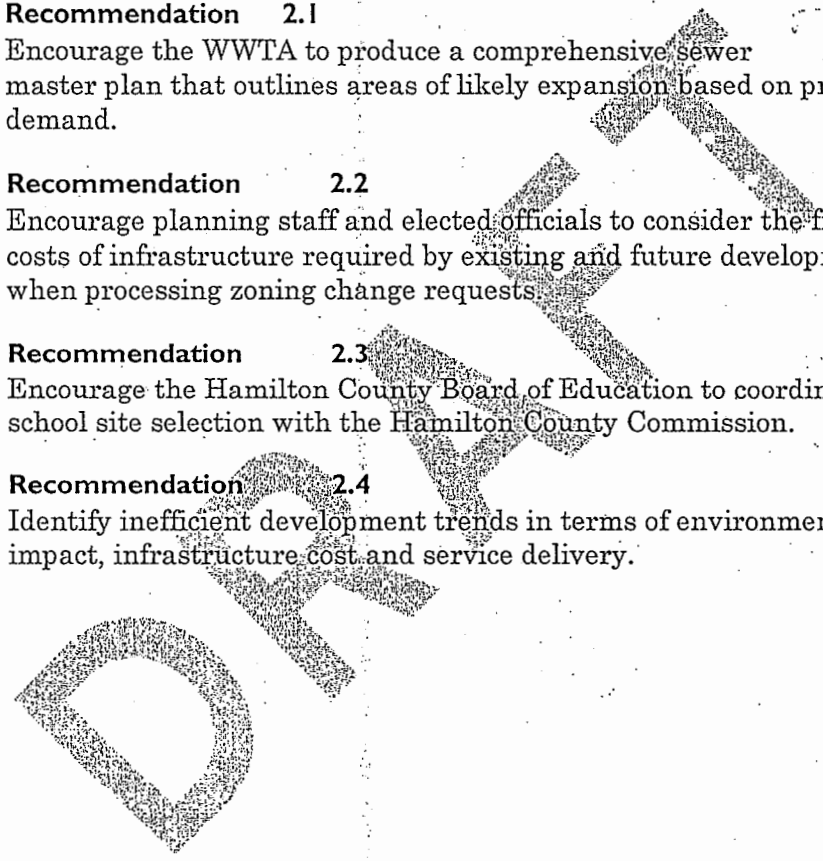 Recommendation 2.1
Encourage the WWTA to produce a comprehensive sewer
master plan that outlines areas of likely expansion based on
demand.
Recommendation 2.2
Encourage planning staff and elected officials to consider the
costs of infrastructure required by existing and future
when processing zoning change requests.
Recommendation 2.3
Encourage the Hamilton County Board of Education to
school site selection with the Hamilton County Commission.
Recommendation 2.4
Identify inefficient development trends in terms of
impact, infrastructure cost and service delivery.
DRAFT